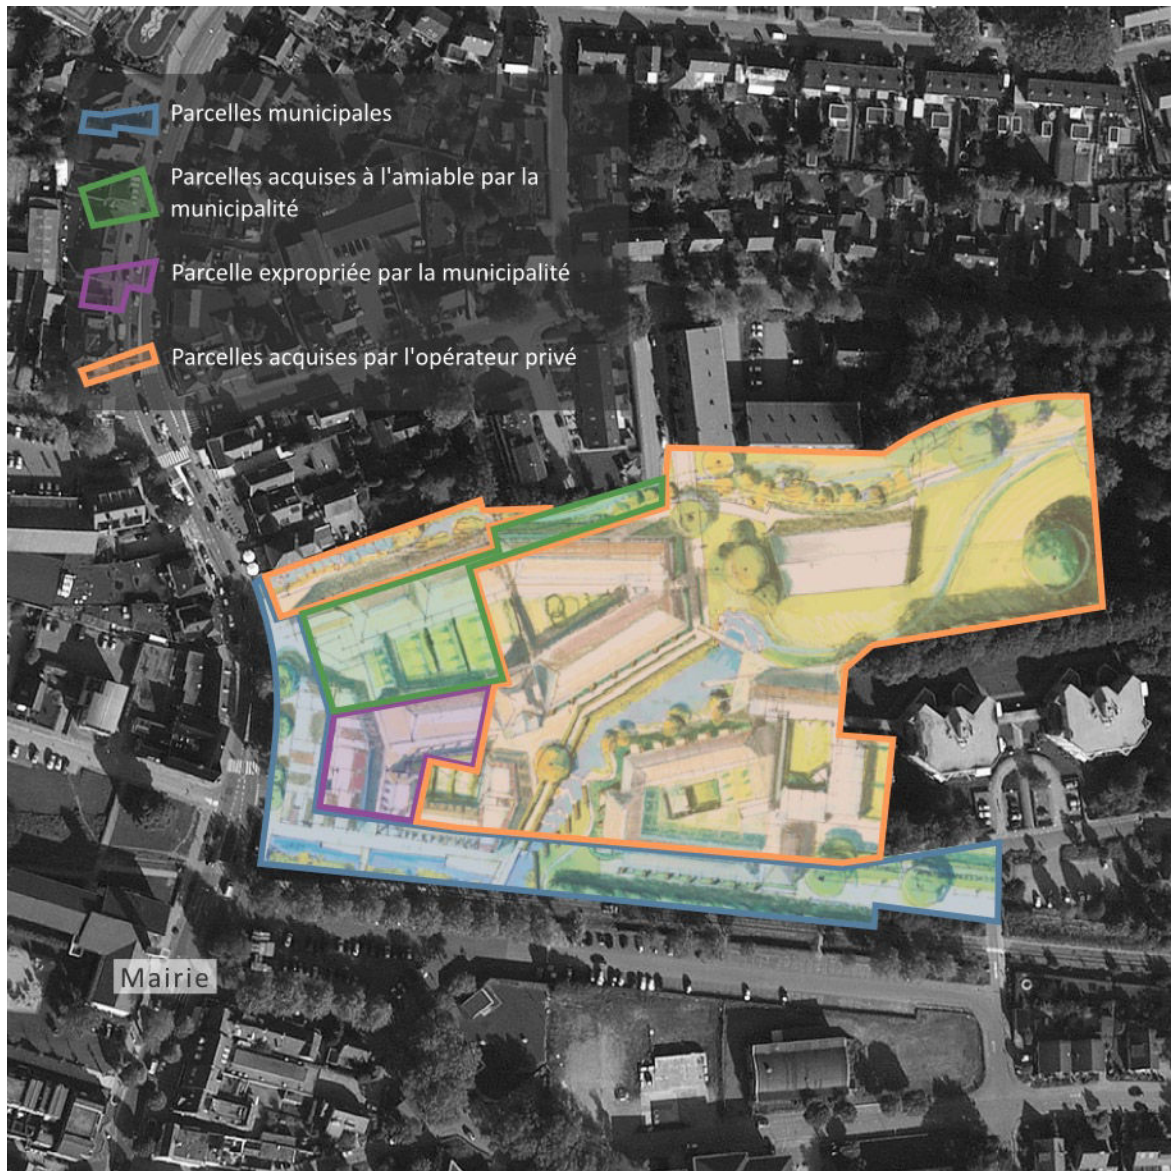 Parcelles municipales
Parcelles acquises à l'amiable par la
municipalité
Parcelle expropriée par la municipalité
Parcelles acquises par l'opérateur privé
Mairie